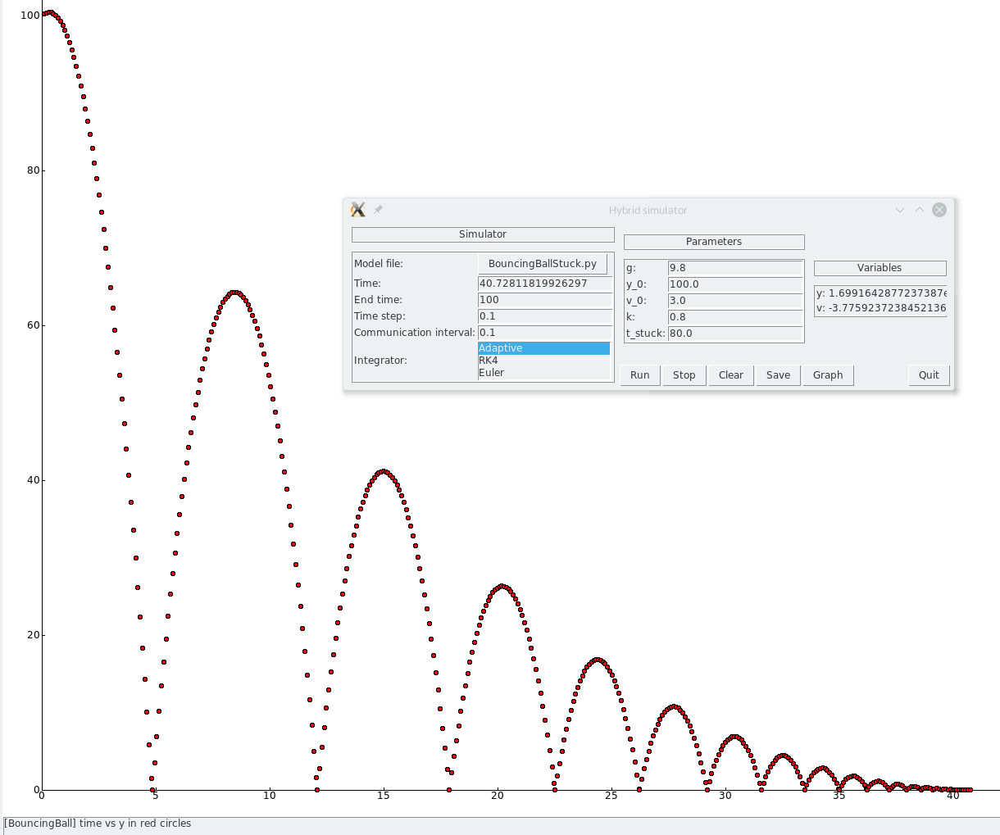 100
80
60
40
20
0
0 5 10 15 20 25 30 35 40
Hybrid simulator
Simulator
Model file: BouncingBallStuck.py
Time: 40.72811819926297
End time: 100
Time step: 0.1
Communication interval: 0.1
Integrator:
Adaptive
RK4
Euler
Parameters
g: 9.8
y_0: 100.0
v_0: 3.0
k: 0.8
t_stuck: 80.0
Variables
y: 1.6991642877237387e
v: -3.7759237238452136
Run Stop Clear Save Graph Quit
[BouncingBall] time vs y in red circles